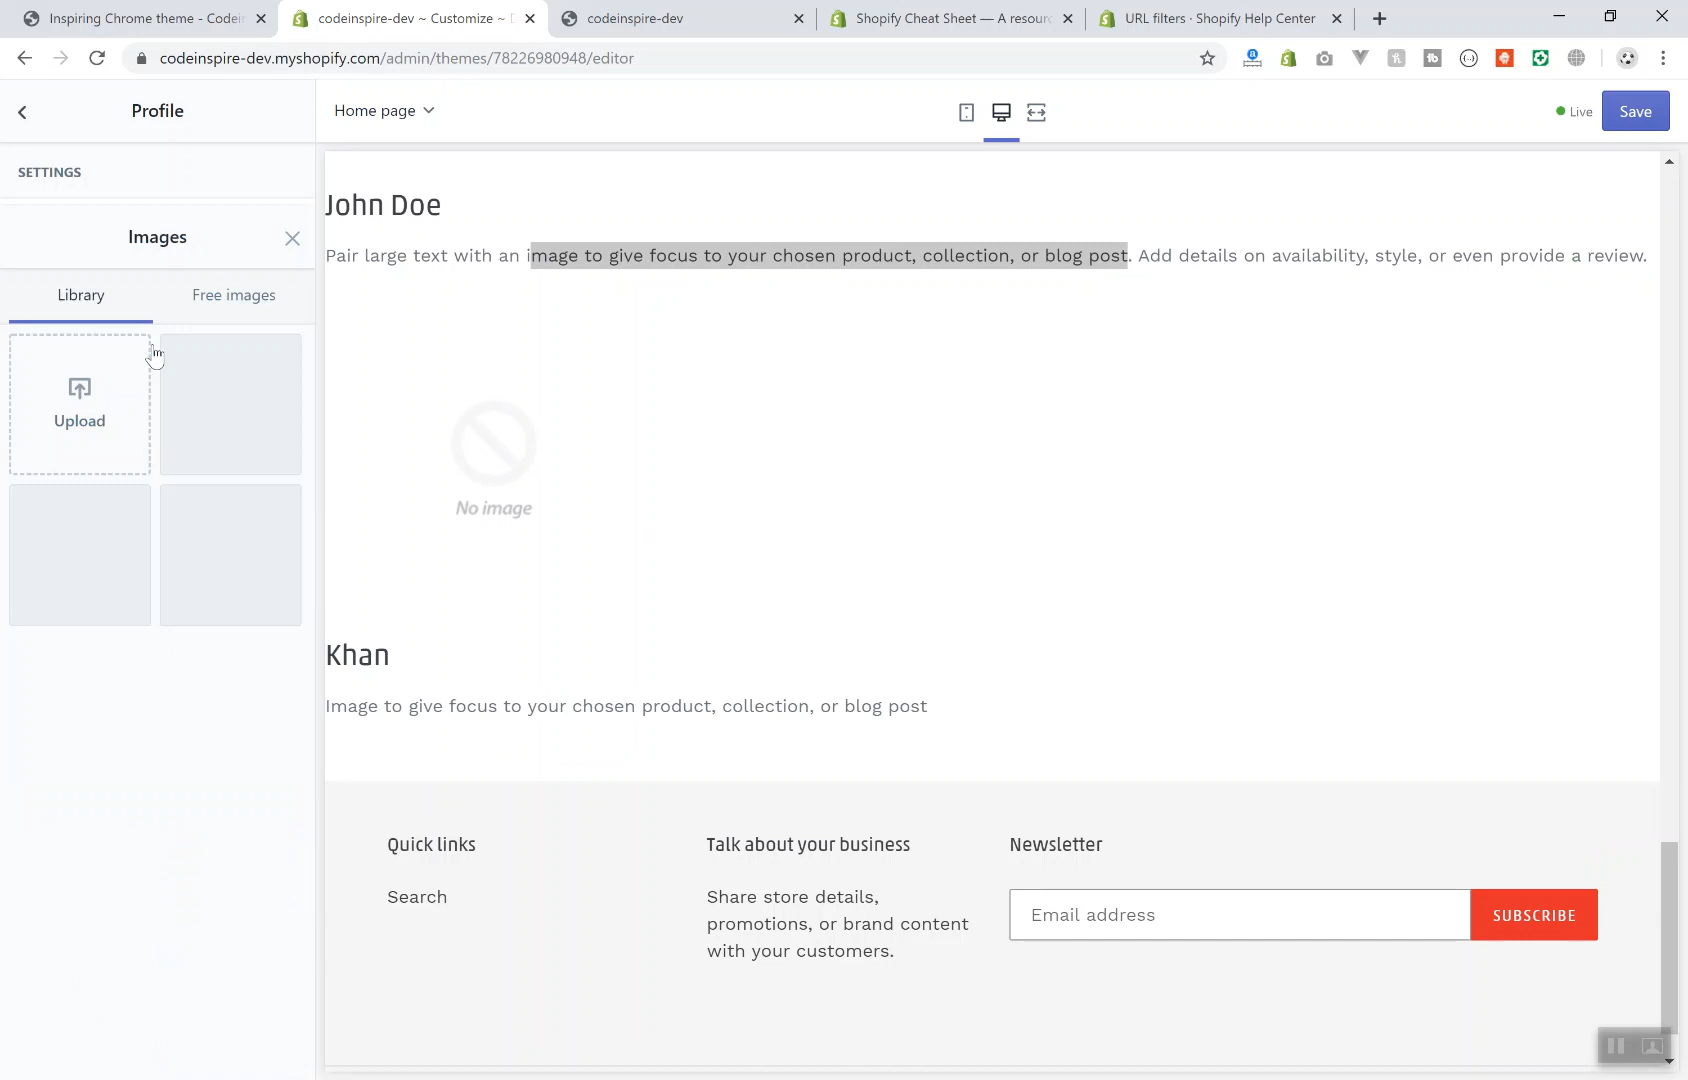 Inspiring Chrome theme - Codein
codeinspire-dev ~ Customize ~ D
codeinspire-dev
Shopify Cheat Sheet — A resourc
URL filters · Shopify Help Center
codeinspire-dev.myshopify.com/admin/themes/78226980948/editor
Profile
Home page
Live
Save
SETTINGS
Images
Library
Free images
Upload
John Doe
Pair large text with an image to give focus to your chosen product, collection, or blog post. Add details on availability, style, or even provide a review.
No image
Khan
Image to give focus to your chosen product, collection, or blog post
Quick links
Talk about your business
Newsletter
Search
Share store details,
promotions, or brand content
with your customers.
Email address
SUBSCRIBE